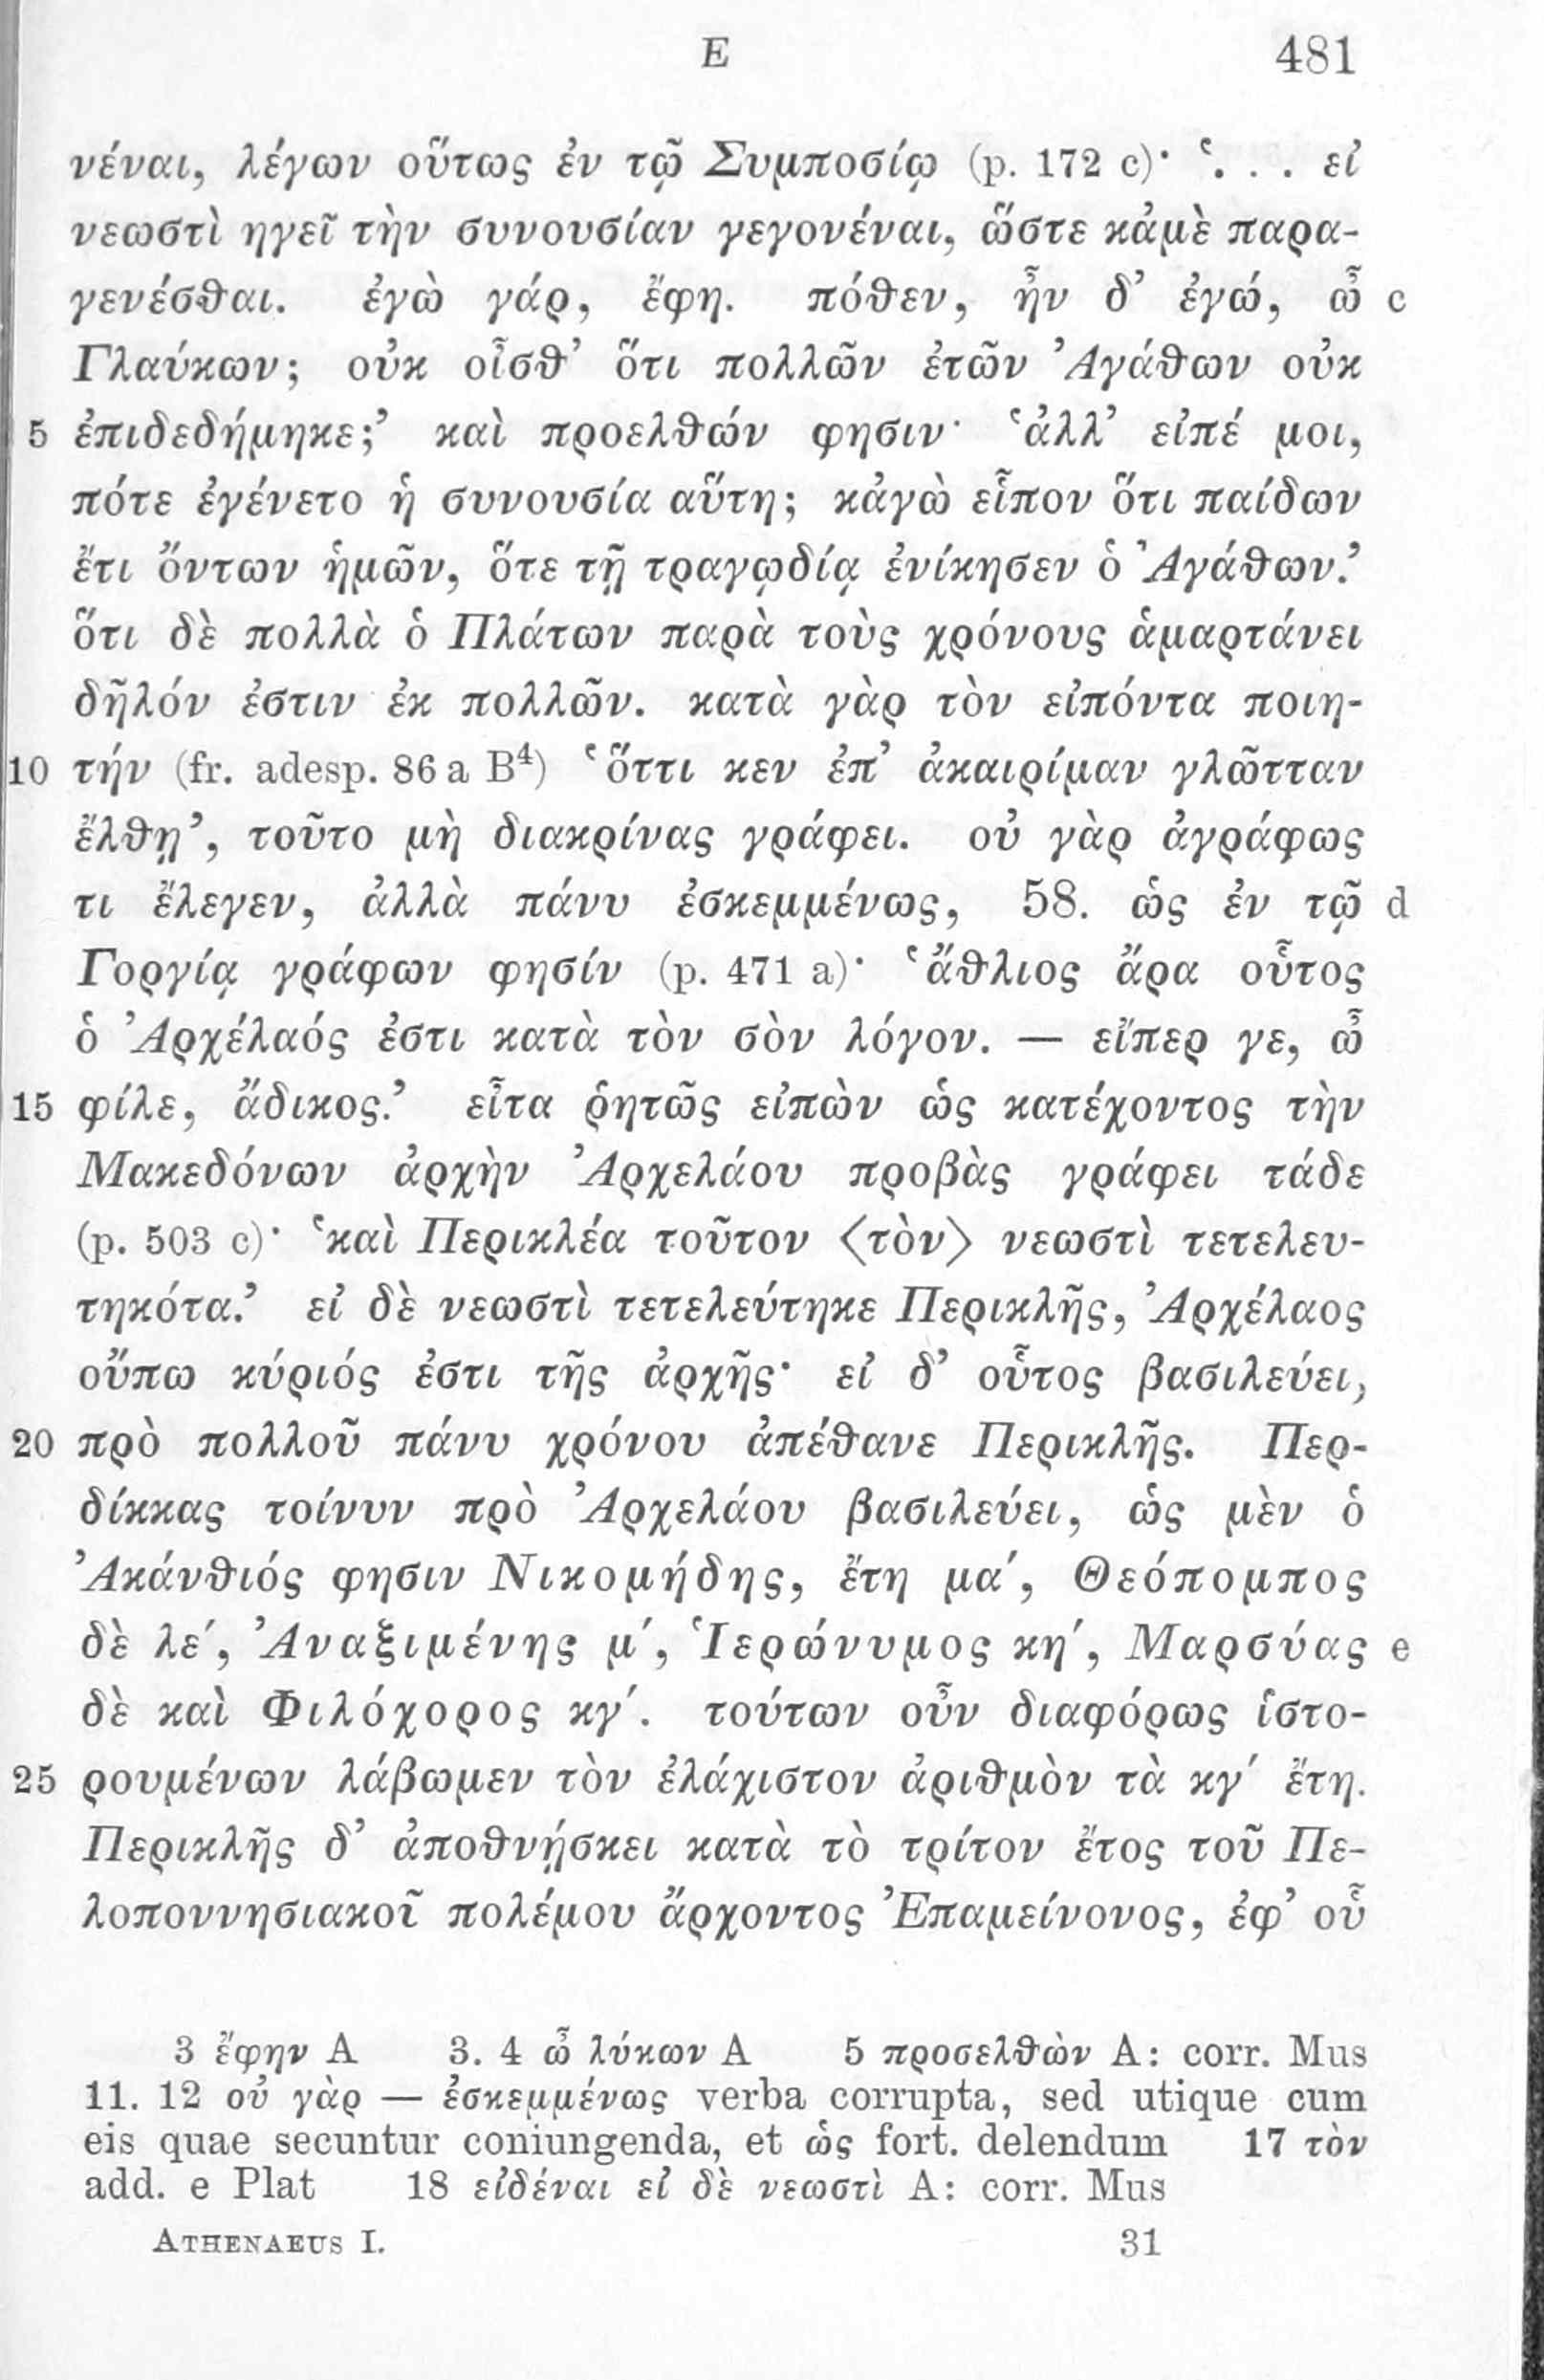 E 481
νέναι, λέγων οὕτως ἐν τῷ Συμποσίῳ (p. 172 c)· ‘. . . εἰ
νεωστὶ ηγεῖ τὴν συνουσίαν γεγονέναι, ὥστε κἀμὲ παρα-
γενέσθαι. ἐγὼ γάρ, ἔφη. πόθεν, ἦν δ’ ἐγώ, ὦ c
Γλαύκων; οὐκ οἶσθ’ ὅτι πολλῶν ἐτῶν Ἀγάθων οὐκ
5 ἐπιδεδήμηκε;’ καὶ προελθών φησιν· ‘ἀλλ’ εἰπέ μοι,
πότε ἐγένετο ἡ συνουσία αὕτη; κἀγὼ εἶπον ὅτι παίδων
ἔτι ὄντων ἡμῶν, ὅτε τῇ τραγῳδίᾳ ἐνίκησεν ὁ Ἀγάθων.’
ὅτι δὲ πολλὰ ὁ Πλάτων παρὰ τοὺς χρόνους ἁμαρτάνει
δῆλόν ἐστιν ἐκ πολλῶν. κατὰ γὰρ τὸν εἰπόντα ποιη-
10 τήν (fr. adesp. 86 a B⁴) ‘ὅττι κεν ἐπ’ ἀκαιρίμαν γλῶτταν
ἔλθῃ’, τοῦτο μὴ διακρίνας γράφει. οὐ γὰρ ἀγράφως
τι ἔλεγεν, ἀλλὰ πάνυ ἐσκεμμένως, 58. ὡς ἐν τῷ d
Γοργίᾳ γράφων φησίν (p. 471 a)· ‘ἄθλιος ἄρα οὗτος
ὁ Ἀρχέλαός ἐστι κατὰ τὸν σὸν λόγον. — εἴπερ γε, ὦ
15 φίλε, ἄδικος.’ εἶτα ῥητῶς εἰπὼν ὡς κατέχοντος τὴν
Μακεδόνων ἀρχὴν Ἀρχελάου προβὰς γράφει τάδε
(p. 503 c)· ‘καὶ Περικλέα τοῦτον ⟨τὸν⟩ νεωστὶ τετελευ-
τηκότα.’ εἰ δὲ νεωστὶ τετελεύτηκε Περικλῆς, Ἀρχέλαος
οὔπω κύριός ἐστι τῆς ἀρχῆς· εἰ δ’ οὗτος βασιλεύει,
20 πρὸ πολλοῦ πάνυ χρόνου ἀπέθανε Περικλῆς. Περ-
δίκκας τοίνυν πρὸ Ἀρχελάου βασιλεύει, ὡς μὲν ὁ
Ἀκάνθιός φησιν Νικομήδης, ἔτη μα′, Θεόπομπος
δὲ λε′, Ἀναξιμένης μ′, Ἱερώνυμος κη′, Μαρσύας e
δὲ καὶ Φιλόχορος κγ′. τούτων οὖν διαφόρως ἱστο-
25 ρουμένων λάβωμεν τὸν ἐλάχιστον ἀριθμὸν τὰ κγ′ ἔτη.
Περικλῆς δ’ ἀποθνῄσκει κατὰ τὸ τρίτον ἔτος τοῦ Πε-
λοποννησιακοῖ πολέμου ἄρχοντος Ἐπαμείνονος, ἐφ’ οὗ
3 ἔφην A 3. 4 ὦ λύκων A 5 προσελθὼν A: corr. Mus
11. 12 οὐ γὰρ — ἐσκεμμένως verba corrupta, sed utique cum
eis quae secuntur coniungenda, et ὡς fort. delendum 17 τὸν
add. e Plat 18 εἰδέναι εἰ δὲ νεωστὶ A: corr. Mus
ATHENAEUS I. 31